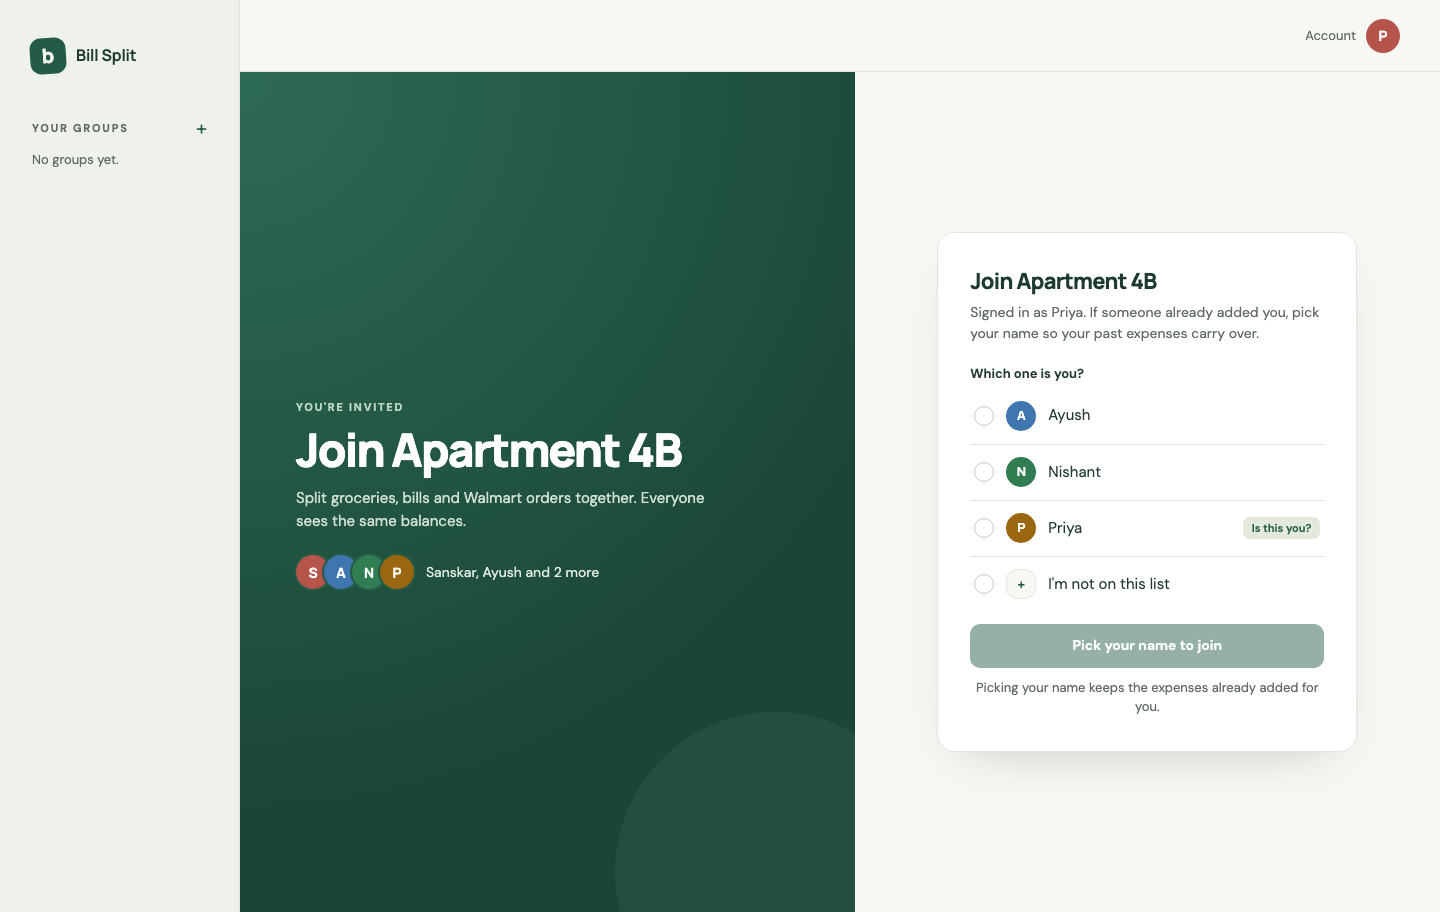 b Bill Split
Account P
YOUR GROUPS +
No groups yet.
YOU'RE INVITED
Join Apartment 4B
Split groceries, bills and Walmart orders together. Everyone
sees the same balances.
S A N P Sanskar, Ayush and 2 more
Join Apartment 4B
Signed in as Priya. If someone already added you, pick
your name so your past expenses carry over.
Which one is you?
A Ayush
N Nishant
P Priya Is this you?
+ I'm not on this list
Pick your name to join
Picking your name keeps the expenses already added for
you.